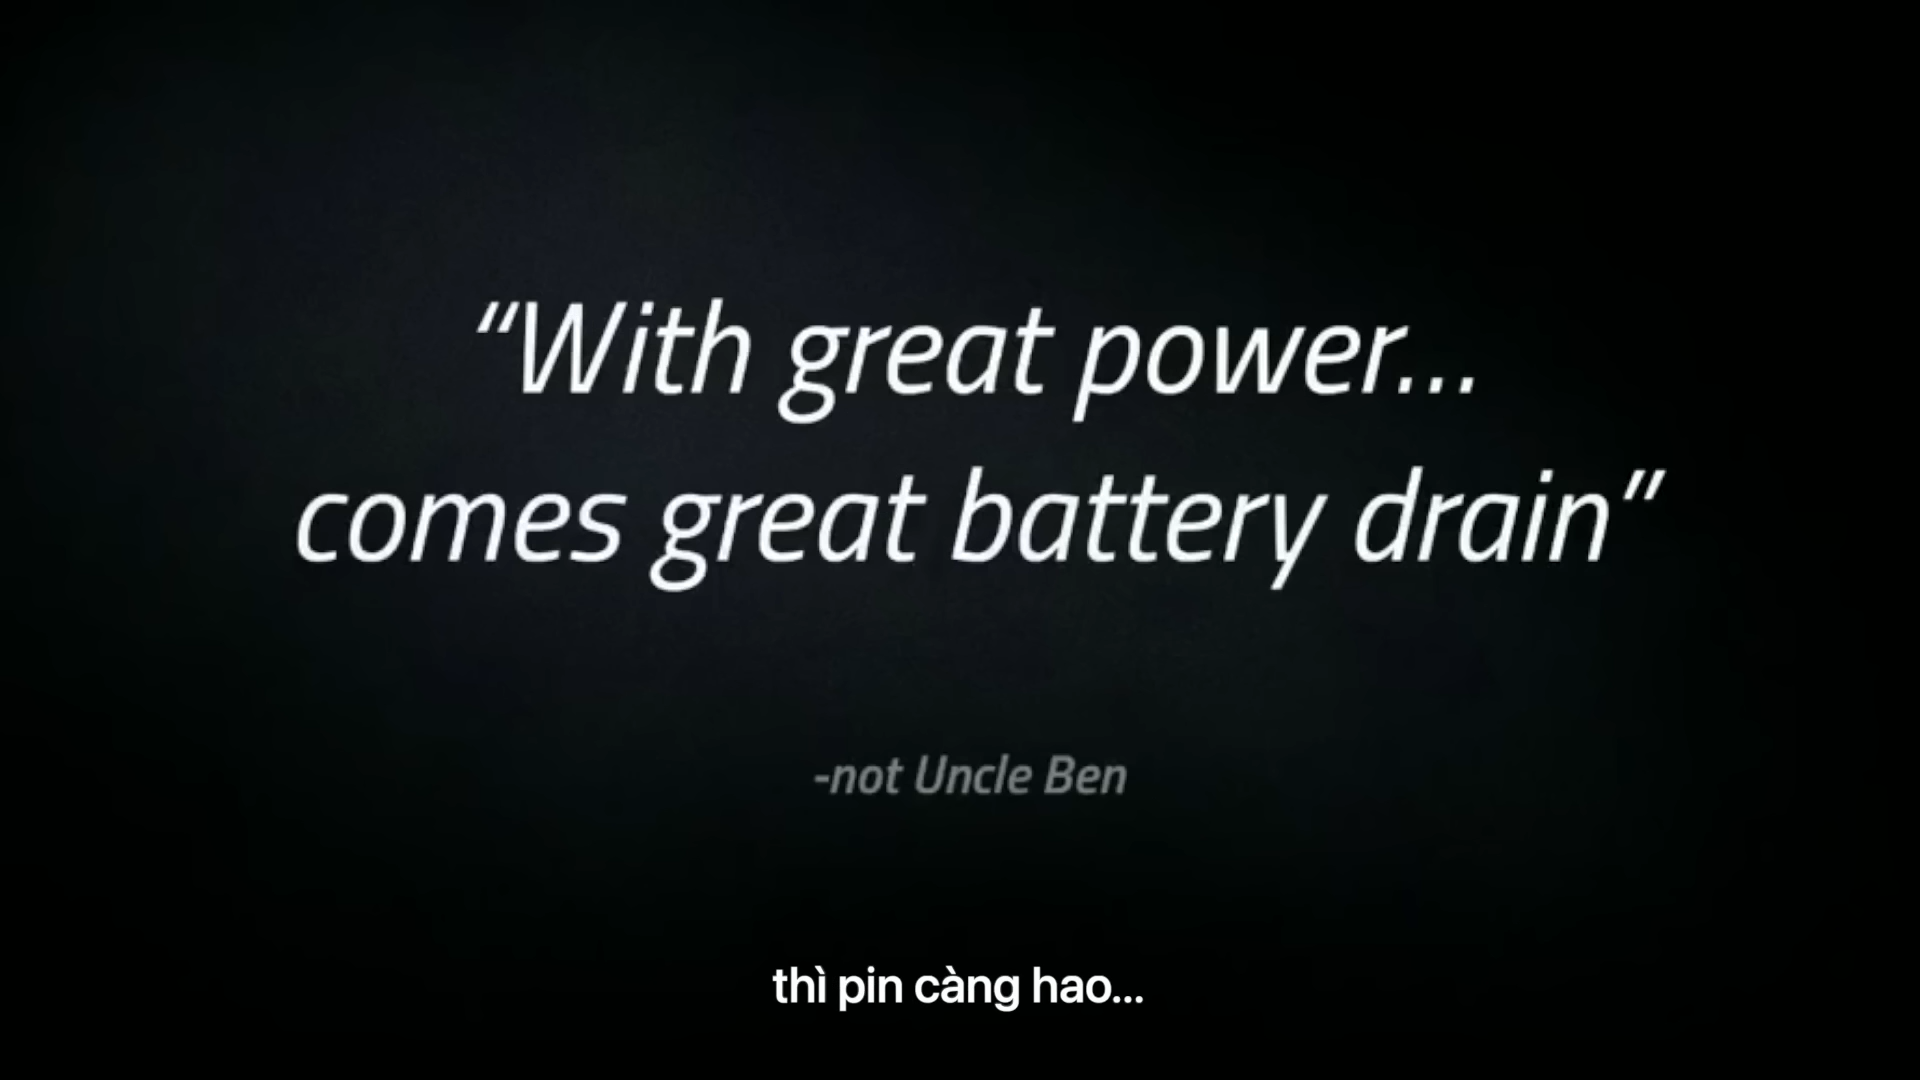 “With great power...
comes great battery drain”
-not Uncle Ben
thì pin càng hao...